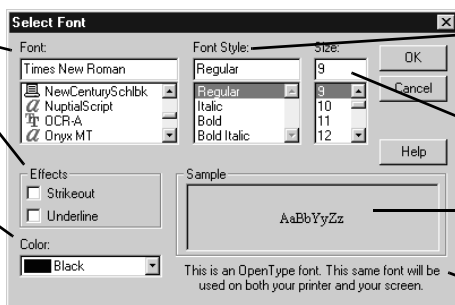 Select Font
Font:
Font Style:
Size:
Times New Roman
Regular
9
OK
NewCenturySchlbk
NuptialScript
OCR-A
Onyx MT
Regular
Italic
Bold
Bold Italic
9
10
11
12
Cancel
Help
Effects
Strikeout
Underline
Sample
AaBbYyZz
Color:
Black
This is an OpenType font. This same font will be
used on both your printer and your screen.